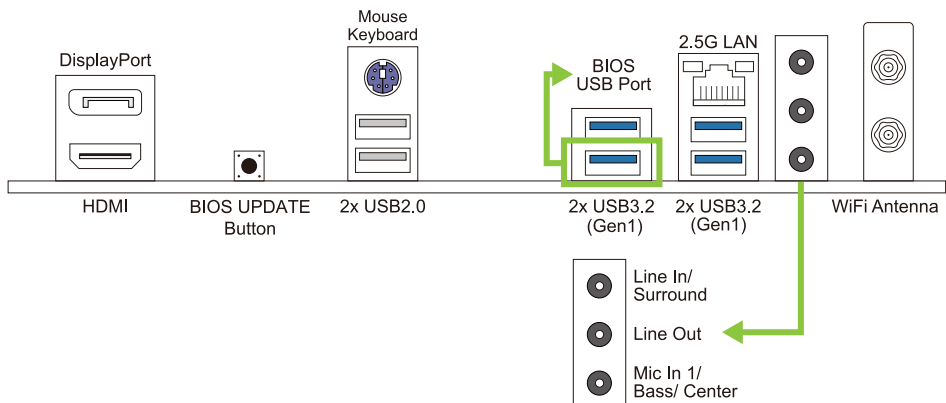 DisplayPort
HDMI
BIOS UPDATE
Button
Mouse
Keyboard
2x USB2.0
BIOS
USB Port
2x USB3.2
(Gen1)
2.5G LAN
2x USB3.2
(Gen1)
WiFi Antenna
Line In/
Surround
Line Out
Mic In 1/
Bass/ Center